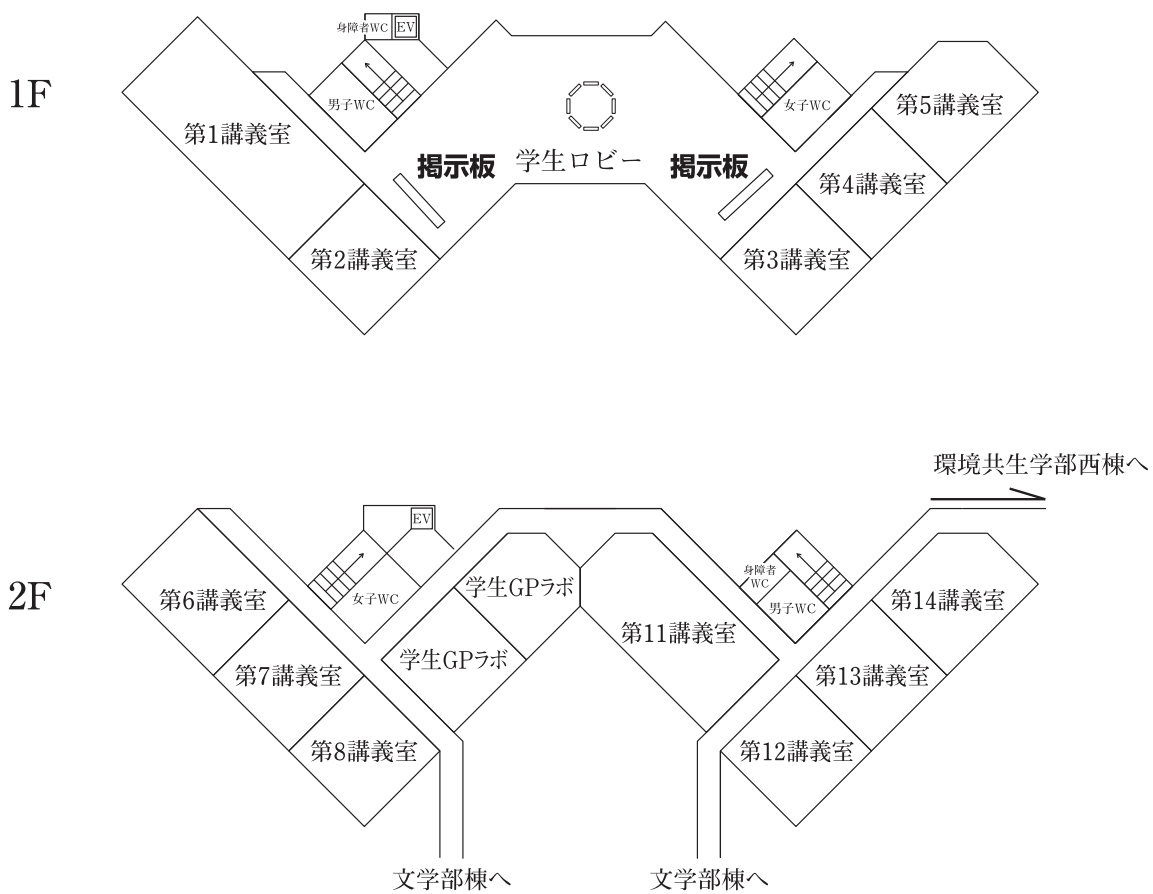 1F
身障者WC
EV
男子WC
第1講義室
第2講義室
掲示板
学生ロビー
掲示板
女子WC
第5講義室
第4講義室
第3講義室
環境共生学部西棟へ
2F
EV
第6講義室
女子WC
第7講義室
第8講義室
学生GPラボ
学生GPラボ
第11講義室
身障者
WC
男子WC
第14講義室
第13講義室
第12講義室
文学部棟へ
文学部棟へ